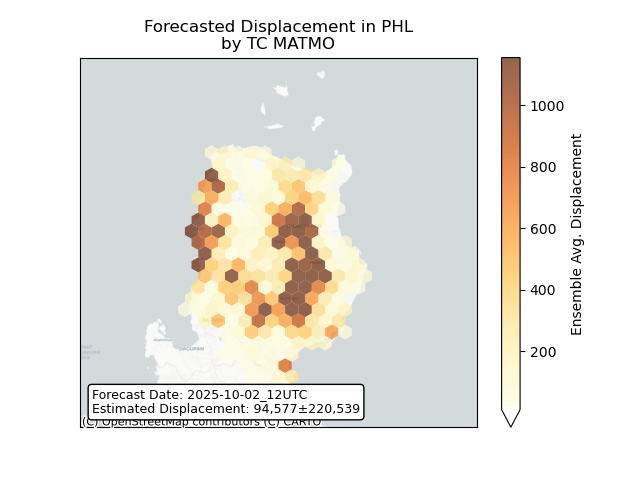 Forecasted Displacement in PHL
by TC MATMO
1000
800
600
400
200
Ensemble Avg. Displacement
DAGUPAN
Forecast Date: 2025-10-02_12UTC
Estimated Displacement: 94,577±220,539
(C) OpenStreetMap contributors (C) CARTO